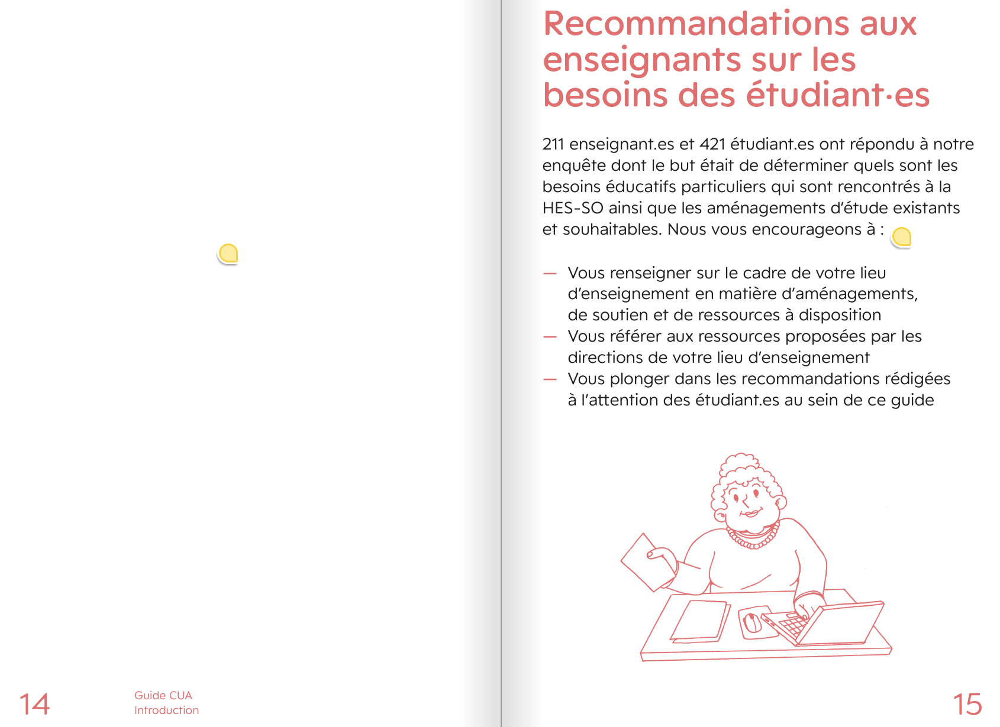 Recommandations aux
enseignants sur les
besoins des étudiant·es
211 enseignant.es et 421 étudiant.es ont répondu à notre
enquête dont le but était de déterminer quels sont les
besoins éducatifs particuliers qui sont rencontrés à la
HES-SO ainsi que les aménagements d’étude existants
et souhaitables. Nous vous encourageons à :
— Vous renseigner sur le cadre de votre lieu
d’enseignement en matière d’aménagements,
de soutien et de ressources à disposition
— Vous référer aux ressources proposées par les
directions de votre lieu d’enseignement
— Vous plonger dans les recommandations rédigées
à l’attention des étudiant.es au sein de ce guide
14
Guide CUA
Introduction
15